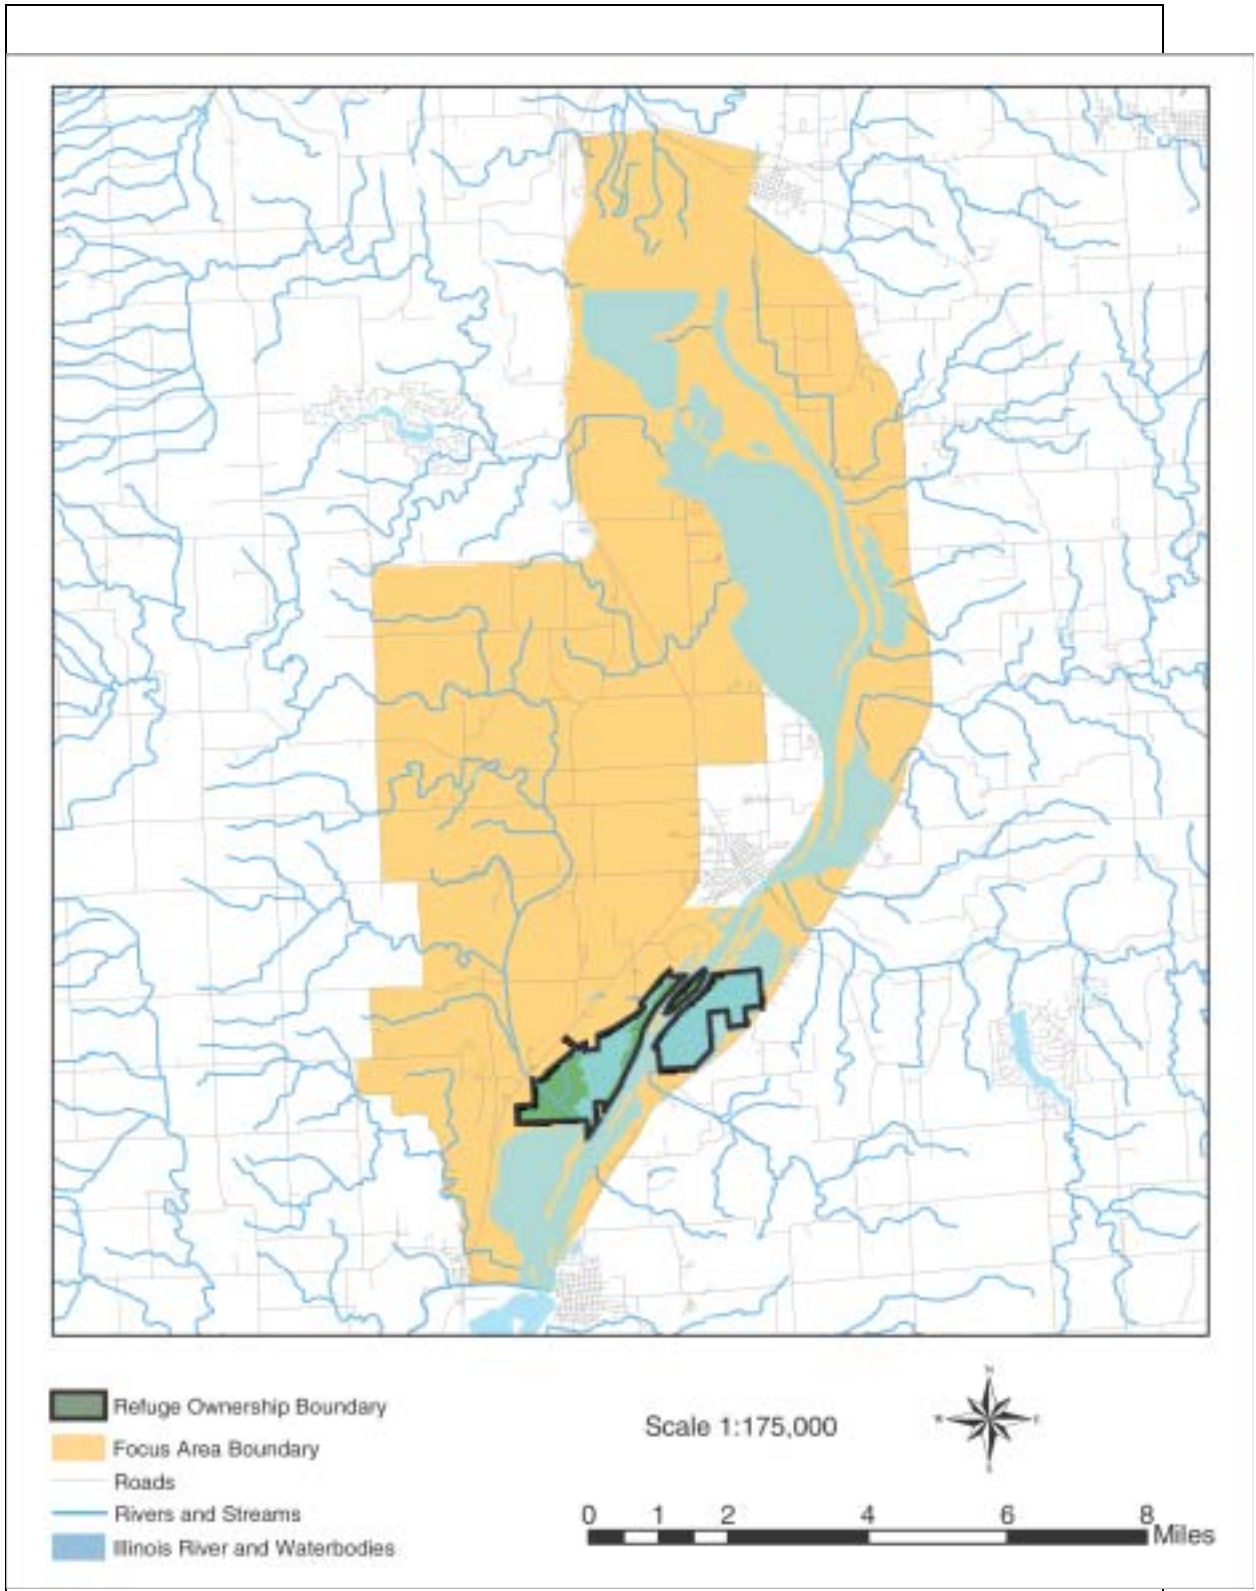 Refuge Ownership Boundary
Focus Area Boundary
Roads
Rivers and Streams
Illinois River and Waterbodies
Scale 1:175,000
N
W
E
S
0 1 2 4 6 8
Miles